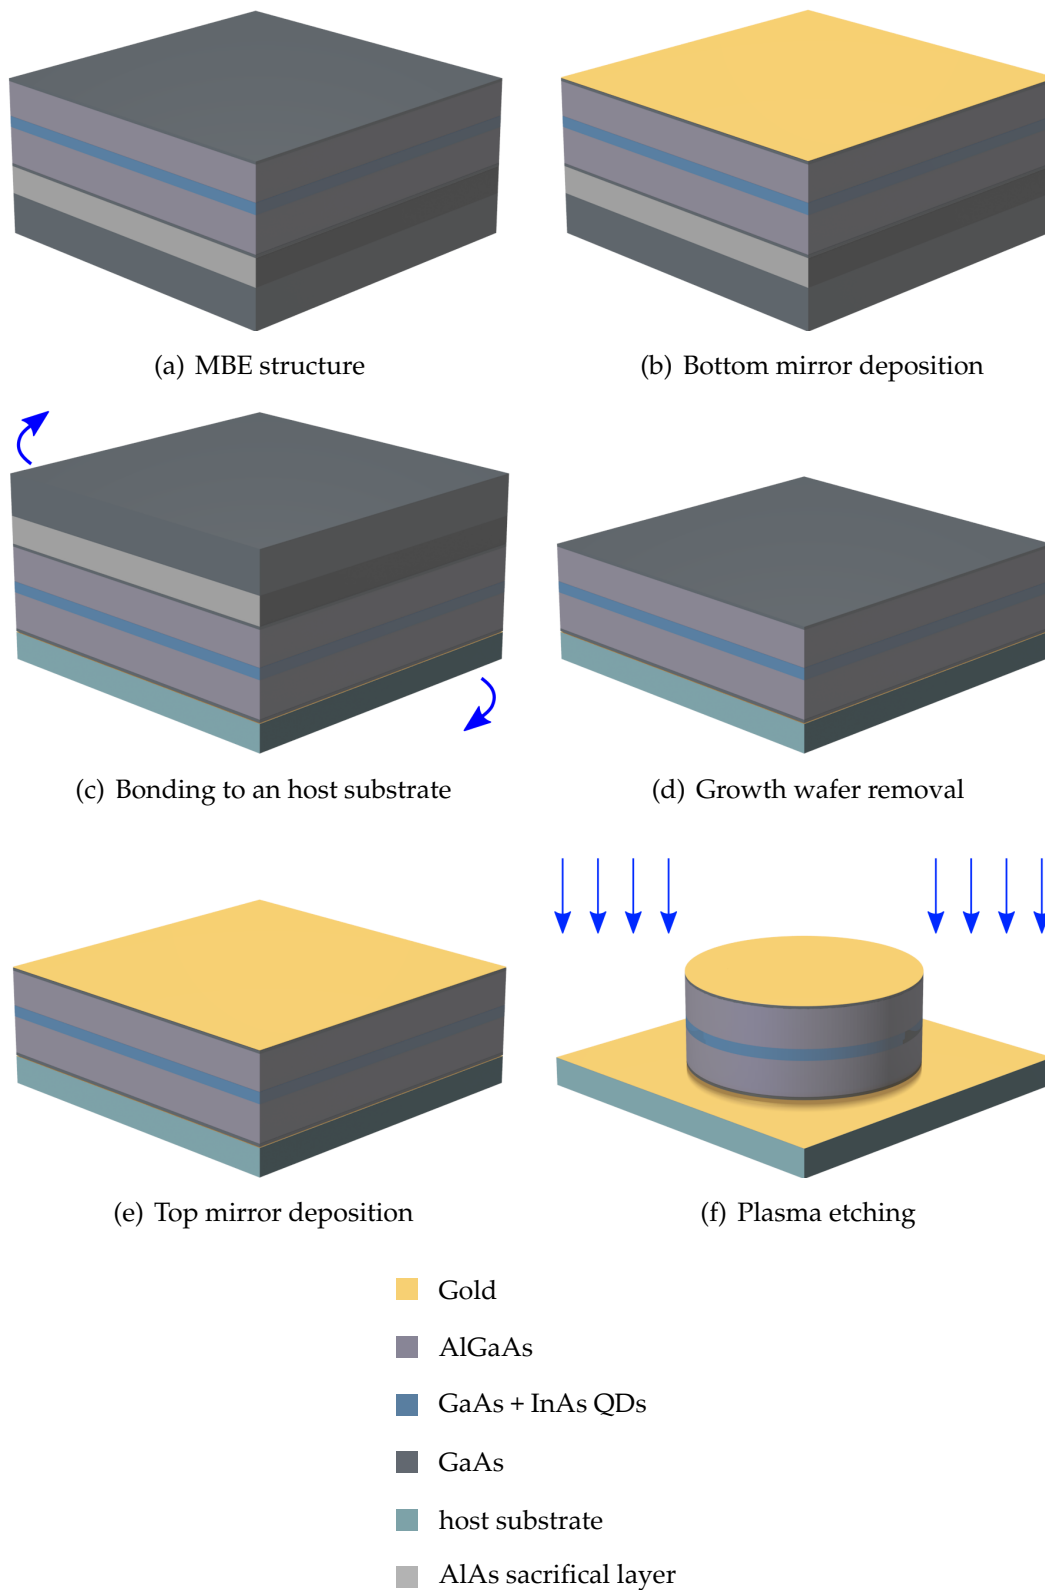 (a) MBE structure
(b) Bottom mirror deposition
(c) Bonding to an host substrate
(d) Growth wafer removal
(e) Top mirror deposition
(f) Plasma etching
Gold
AlGaAs
GaAs + InAs QDs
GaAs
host substrate
AlAs sacrifical layer